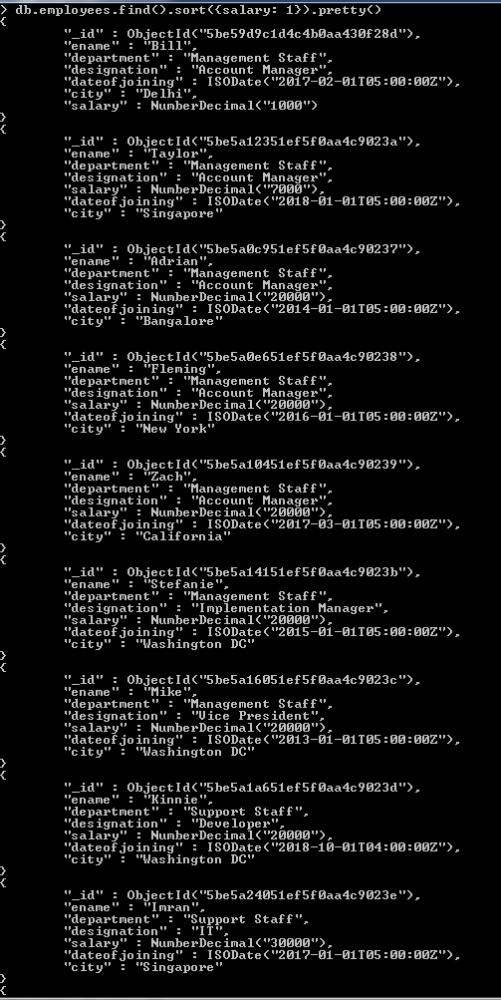 > db.employees.find().sort({salary: 1}).pretty()
{
"_id" : ObjectId("5be59d9c1d4c4b0aa430f28d"),
"ename" : "Bill",
"department" : "Management Staff",
"designation" : "Account Manager",
"dateofjoining" : ISODate("2017-02-01T05:00:00Z"),
"city" : "Delhi",
"salary" : NumberDecimal("1000")
}
{
"_id" : ObjectId("5be5a12351ef5f0aa4c9023a"),
"ename" : "Taylor",
"department" : "Management Staff",
"designation" : "Account Manager",
"salary" : NumberDecimal("7000"),
"dateofjoining" : ISODate("2018-01-01T05:00:00Z"),
"city" : "Singapore"
}
{
"_id" : ObjectId("5be5a0c951ef5f0aa4c90237"),
"ename" : "Adrian",
"department" : "Management Staff",
"designation" : "Account Manager",
"salary" : NumberDecimal("20000"),
"dateofjoining" : ISODate("2014-01-01T05:00:00Z"),
"city" : "Bangalore"
}
{
"_id" : ObjectId("5be5a0e651ef5f0aa4c90238"),
"ename" : "Fleming",
"department" : "Management Staff",
"designation" : "Account Manager",
"salary" : NumberDecimal("20000"),
"dateofjoining" : ISODate("2016-01-01T05:00:00Z"),
"city" : "New York"
}
{
"_id" : ObjectId("5be5a10451ef5f0aa4c90239"),
"ename" : "Zach",
"department" : "Management Staff",
"designation" : "Account Manager",
"salary" : NumberDecimal("20000"),
"dateofjoining" : ISODate("2017-03-01T05:00:00Z"),
"city" : "California"
}
{
"_id" : ObjectId("5be5a14151ef5f0aa4c9023b"),
"ename" : "Stefanie",
"department" : "Management Staff",
"designation" : "Implementation Manager",
"salary" : NumberDecimal("20000"),
"dateofjoining" : ISODate("2015-01-01T05:00:00Z"),
"city" : "Washington DC"
}
{
"_id" : ObjectId("5be5a16051ef5f0aa4c9023c"),
"ename" : "Mike",
"department" : "Management Staff",
"designation" : "Vice President",
"salary" : NumberDecimal("20000"),
"dateofjoining" : ISODate("2013-01-01T05:00:00Z"),
"city" : "Washington DC"
}
{
"_id" : ObjectId("5be5a1a651ef5f0aa4c9023d"),
"ename" : "Kinnie",
"department" : "Support Staff",
"designation" : "Developer",
"salary" : NumberDecimal("20000"),
"dateofjoining" : ISODate("2018-10-01T04:00:00Z"),
"city" : "Washington DC"
}
{
"_id" : ObjectId("5be5a24051ef5f0aa4c9023e"),
"ename" : "Imran",
"department" : "Support Staff",
"designation" : "IT",
"salary" : NumberDecimal("30000"),
"dateofjoining" : ISODate("2017-01-01T05:00:00Z"),
"city" : "Singapore"
}
{